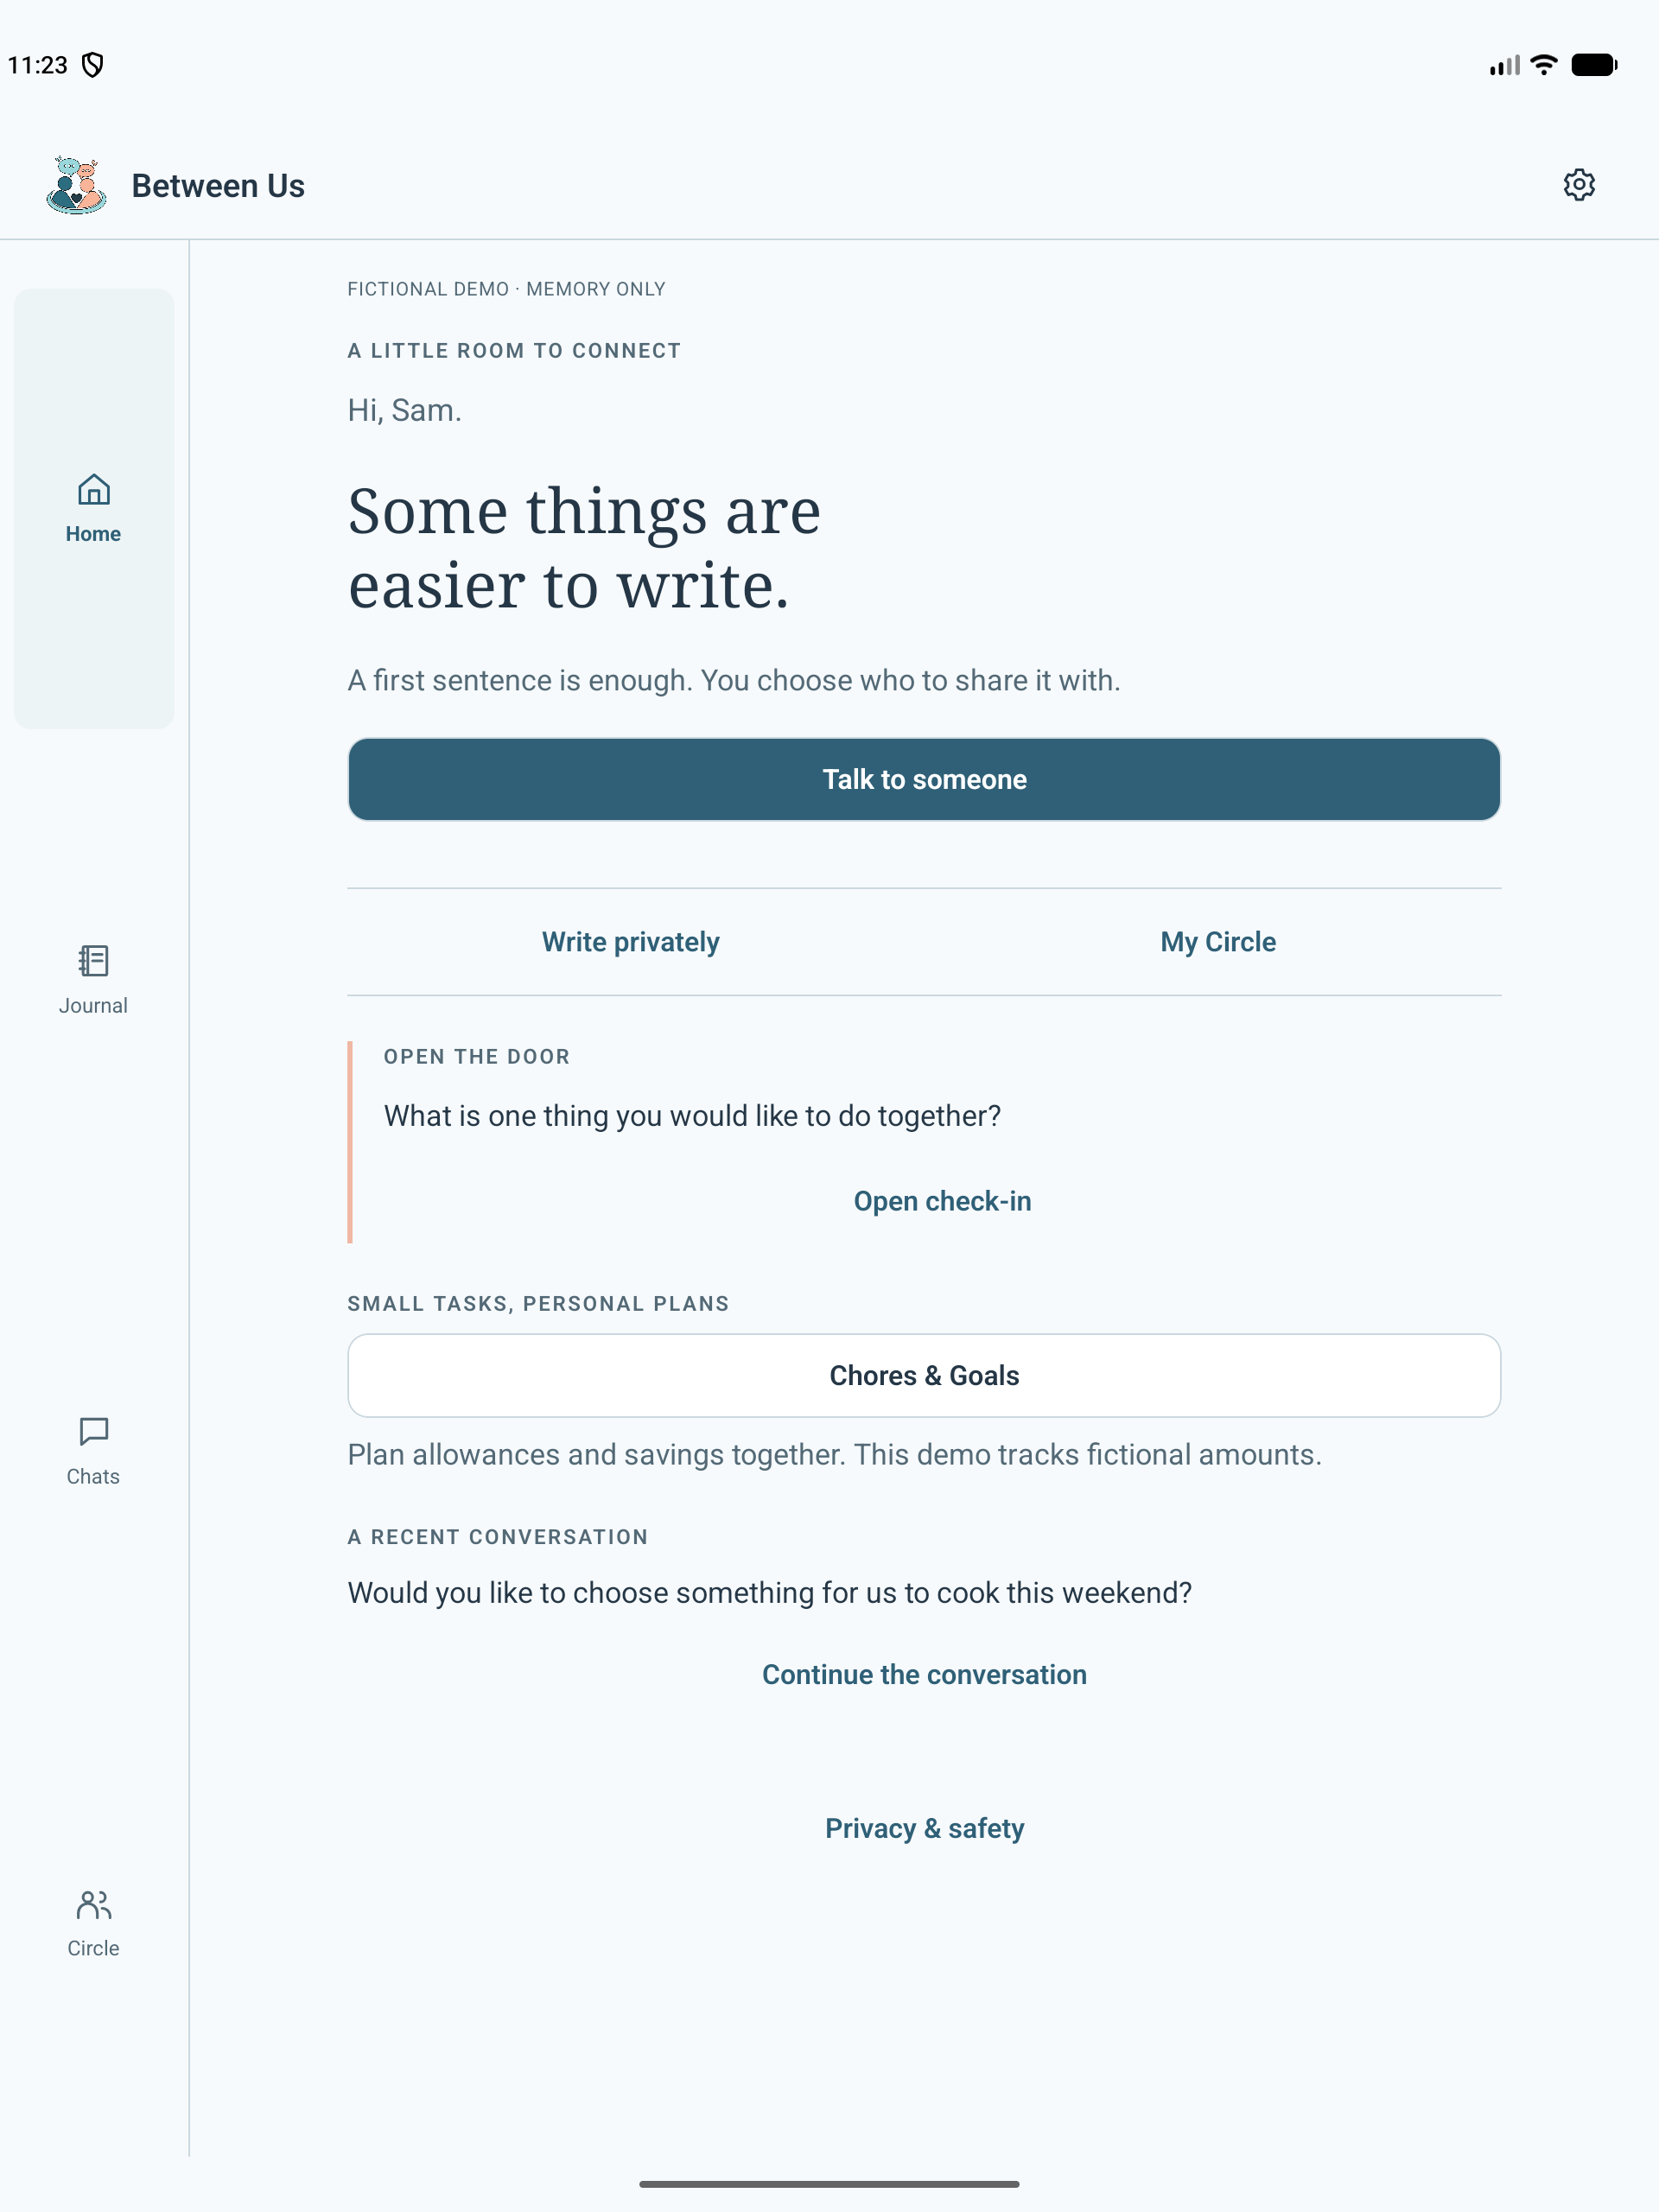 11:23
Between Us
FICTIONAL DEMO · MEMORY ONLY
A LITTLE ROOM TO CONNECT
Hi, Sam.
Some things are
easier to write.
A first sentence is enough. You choose who to share it with.
Talk to someone
Write privately
My Circle
OPEN THE DOOR
What is one thing you would like to do together?
Open check-in
SMALL TASKS, PERSONAL PLANS
Chores & Goals
Plan allowances and savings together. This demo tracks fictional amounts.
A RECENT CONVERSATION
Would you like to choose something for us to cook this weekend?
Continue the conversation
Privacy & safety
Home
Journal
Chats
Circle